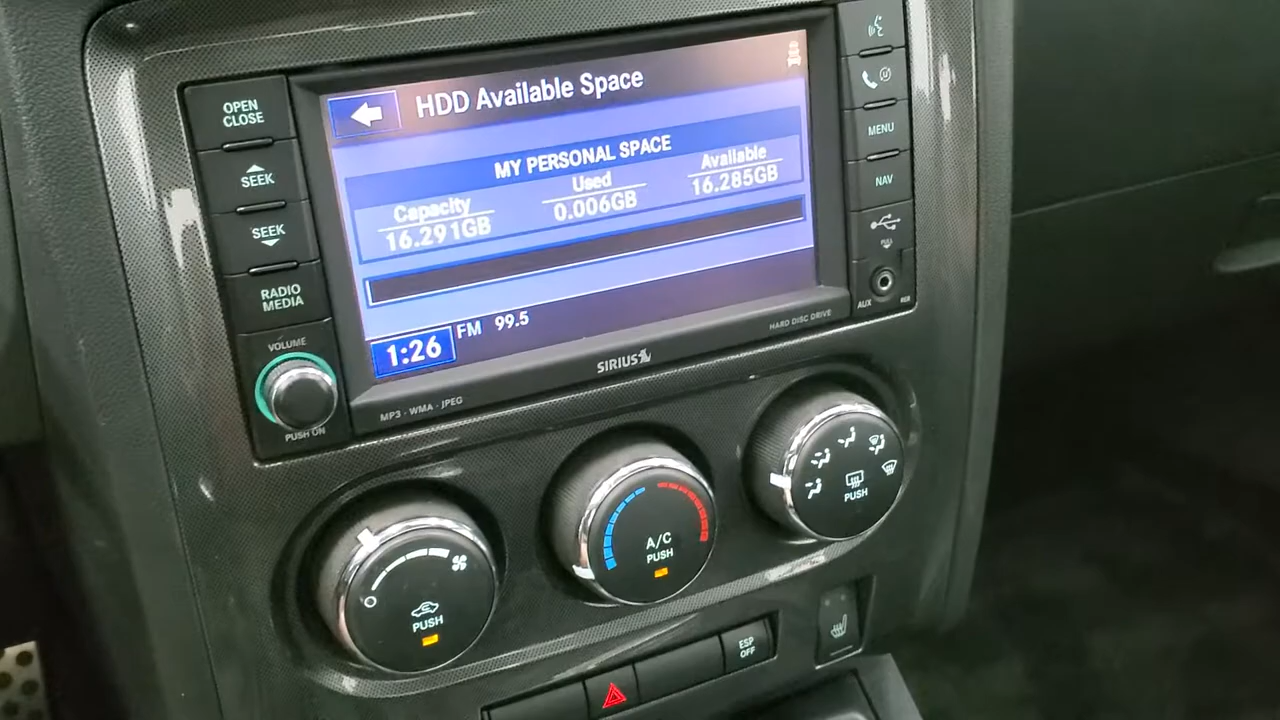 OPEN
CLOSE
SEEK
SEEK
RADIO
MEDIA
VOLUME
PUSH ON
HDD Available Space
MY PERSONAL SPACE
Capacity
16.291GB
Used
0.006GB
Available
16.285GB
1:26
FM 99.5
MP3 - WMA - JPEG
SIRIUS
HARD DISC DRIVE
MENU
NAV
PULL
AUX
PUSH
A/C
PUSH
PUSH
ESP
OFF